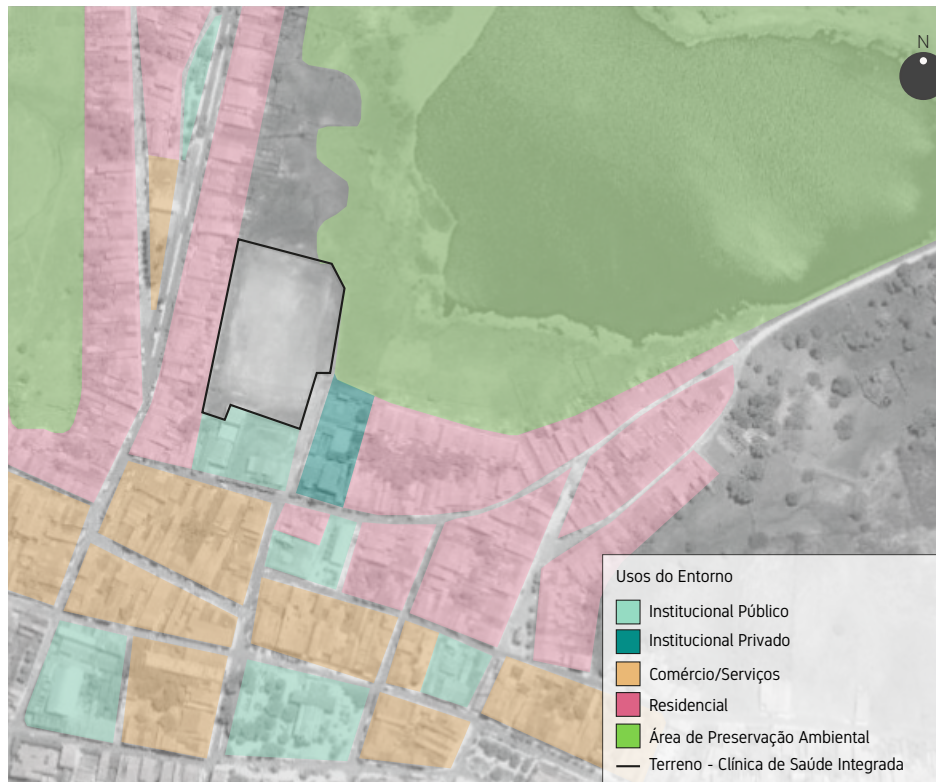 N
Usos do Entorno
Institucional Público
Institucional Privado
Comércio/Serviços
Residencial
Área de Preservação Ambiental
Terreno - Clínica de Saúde Integrada